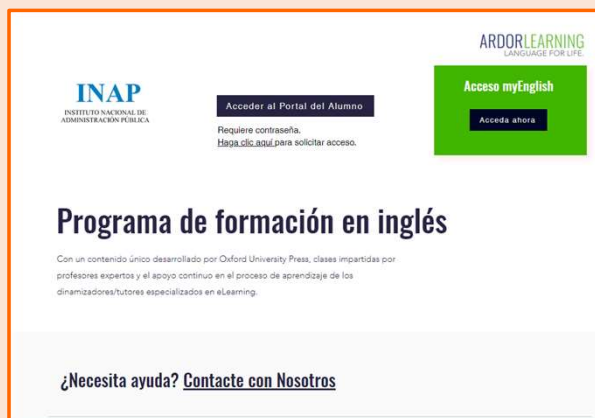 ARDORLEARNING
LANGUAGE FOR LIFE.
INAP
INSTITUTO NACIONAL DE
ADMINISTRACIÓN PÚBLICA
Acceder al Portal del Alumno
Requiere contraseña.
Haga clic aquí para solicitar acceso.
Acceso myEnglish
Acceda ahora
Programa de formación en inglés
Con un contenido único desarrollado por Oxford University Press, clases impartidas por
profesores expertos y el apoyo continuo en el proceso de aprendizaje de los
dinamizadores/tutores especializados en eLearning.
¿Necesita ayuda? Contacte con Nosotros